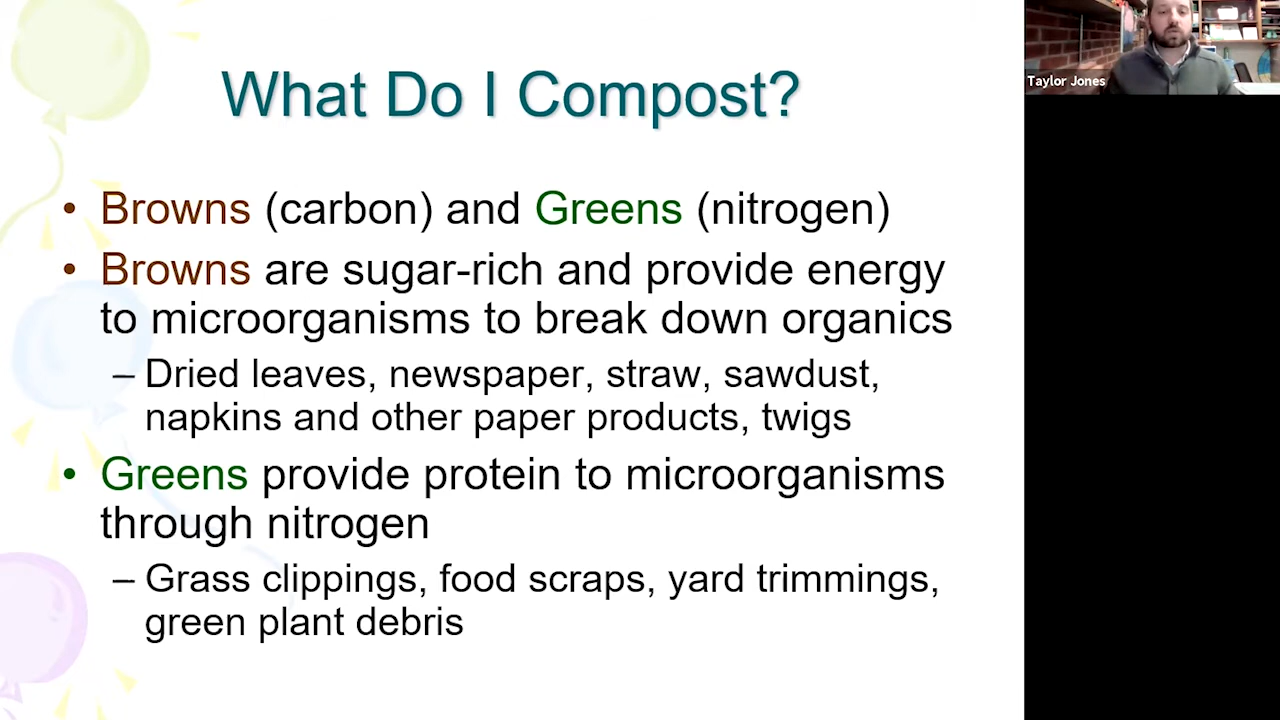 What Do I Compost?
• Browns (carbon) and Greens (nitrogen)
• Browns are sugar-rich and provide energy
to microorganisms to break down organics
– Dried leaves, newspaper, straw, sawdust,
napkins and other paper products, twigs
• Greens provide protein to microorganisms
through nitrogen
– Grass clippings, food scraps, yard trimmings,
green plant debris
Taylor Jones